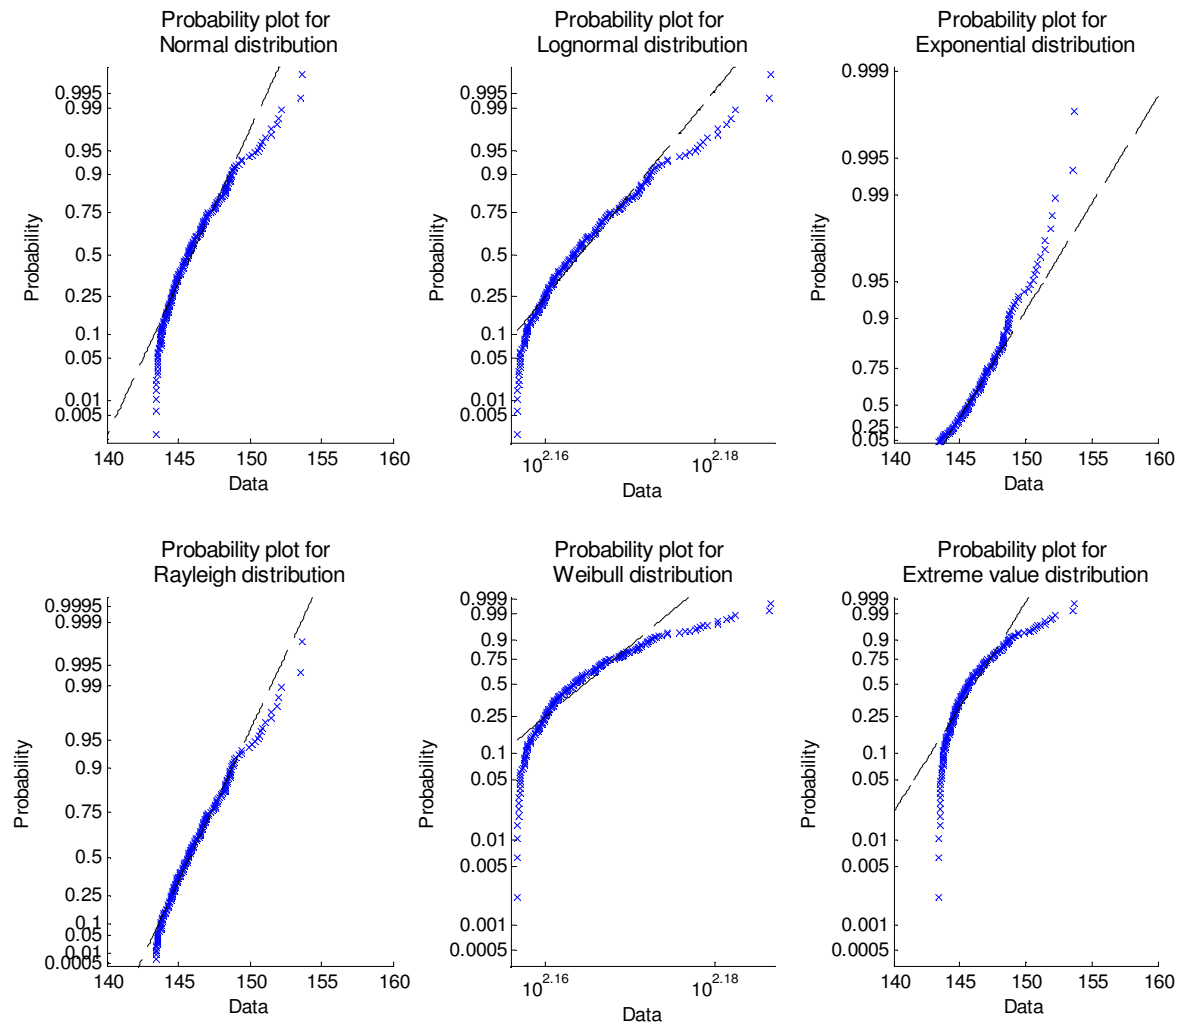 Probability plot for
Normal distribution
Probability
0.995
0.99
0.95
0.9
0.75
0.5
0.25
0.1
0.05
0.01
0.005
140 145 150 155 160
Data
Probability plot for
Lognormal distribution
Probability
0.995
0.99
0.95
0.9
0.75
0.5
0.25
0.1
0.05
0.01
0.005
10^2.16 10^2.18
Data
Probability plot for
Exponential distribution
Probability
0.999
0.995
0.99
0.95
0.9
0.75
0.5
0.25
0.05
140 145 150 155 160
Data
Probability plot for
Rayleigh distribution
Probability
0.9995
0.999
0.995
0.99
0.95
0.9
0.75
0.5
0.25
0.1
0.05
0.01
0.0005
140 145 150 155 160
Data
Probability plot for
Weibull distribution
Probability
0.999
0.99
0.9
0.75
0.5
0.25
0.1
0.05
0.01
0.005
0.001
0.0005
10^2.16 10^2.18
Data
Probability plot for
Extreme value distribution
Probability
0.999
0.99
0.9
0.75
0.5
0.25
0.1
0.05
0.01
0.005
0.001
0.0005
140 145 150 155 160
Data